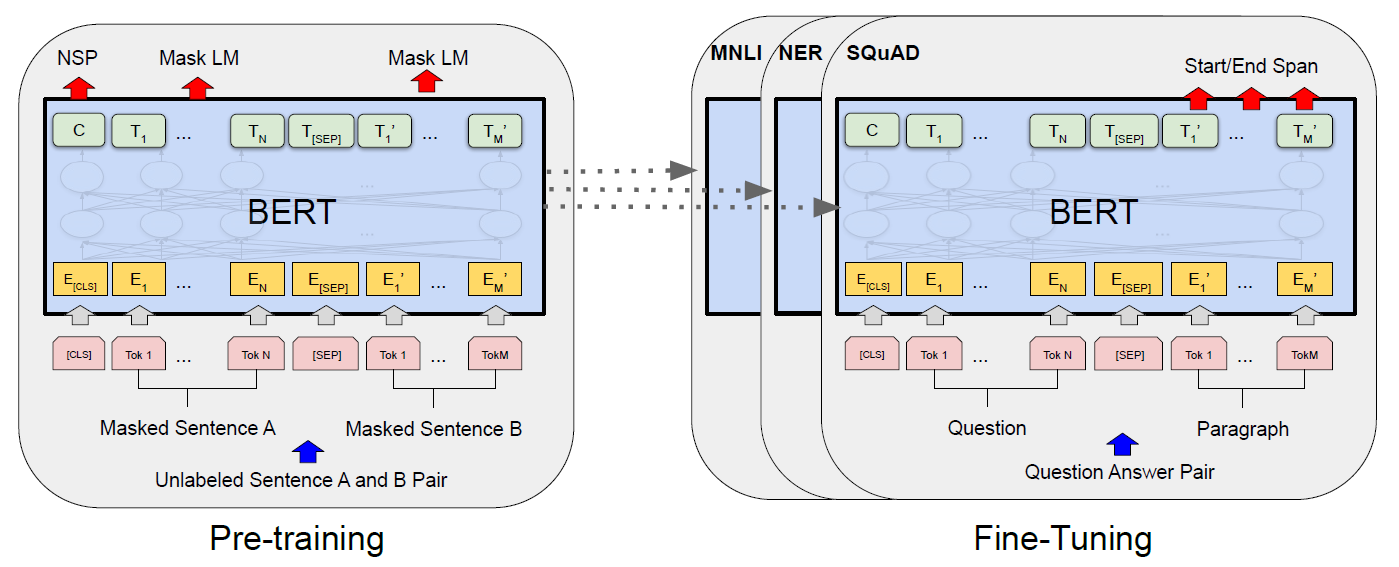 NSP Mask LM Mask LM
C T1 ... TN T[SEP] T1’ ... TM’
...
BERT
...
E[CLS] E1 ... EN E[SEP] E1’ ... EM’
[CLS] Tok 1 ... Tok N [SEP] Tok 1 ... TokM
Masked Sentence A Masked Sentence B
Unlabeled Sentence A and B Pair
Pre-training
MNLI NER SQuAD
Start/End Span
C T1 ... TN T[SEP] T1’ ... TM’
...
BERT
...
E[CLS] E1 ... EN E[SEP] E1’ ... EM’
[CLS] Tok 1 ... Tok N [SEP] Tok 1 ... TokM
Question Paragraph
Question Answer Pair
Fine-Tuning